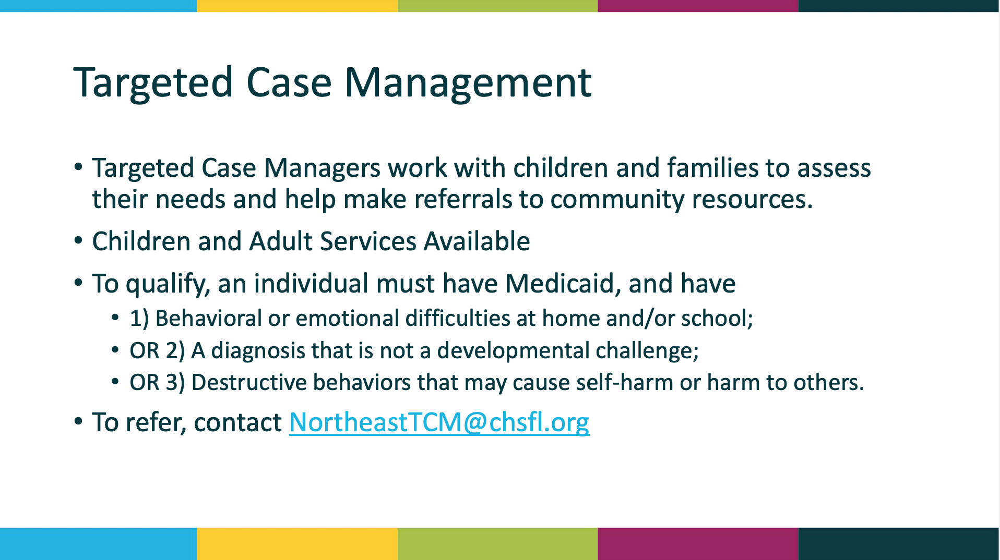 Targeted Case Management
• Targeted Case Managers work with children and families to assess
their needs and help make referrals to community resources.
• Children and Adult Services Available
• To qualify, an individual must have Medicaid, and have
• 1) Behavioral or emotional difficulties at home and/or school;
• OR 2) A diagnosis that is not a developmental challenge;
• OR 3) Destructive behaviors that may cause self-harm or harm to others.
• To refer, contact NortheastTCM@chsfl.org